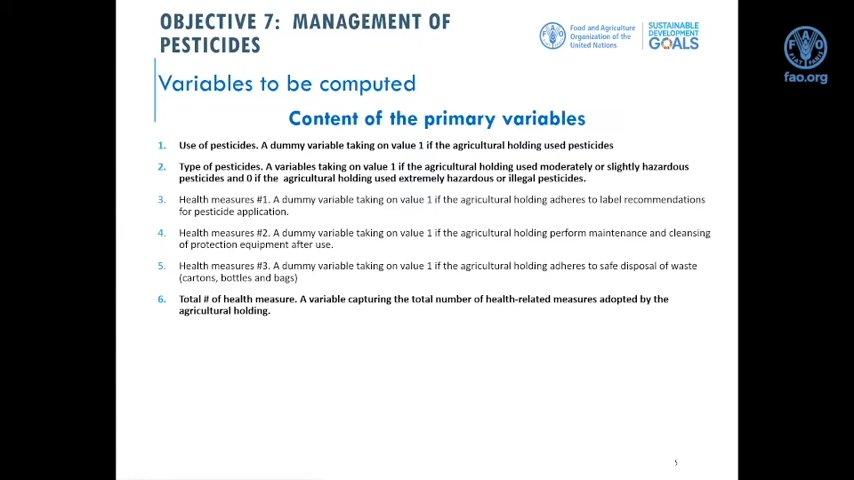 OBJECTIVE 7: MANAGEMENT OF
PESTICIDES
Food and Agriculture
Organization of the
United Nations
SUSTAINABLE
DEVELOPMENT
GOALS
FAO
FIAT PANIS
fao.org
Variables to be computed
Content of the primary variables
1. Use of pesticides. A dummy variable taking on value 1 if the agricultural holding used pesticides
2. Type of pesticides. A variables taking on value 1 if the agricultural holding used moderately or slightly hazardous
pesticides and 0 if the agricultural holding used extremely hazardous or illegal pesticides.
3. Health measures #1. A dummy variable taking on value 1 if the agricultural holding adheres to label recommendations
for pesticide application.
4. Health measures #2. A dummy variable taking on value 1 if the agricultural holding perform maintenance and cleansing
of protection equipment after use.
5. Health measures #3. A dummy variable taking on value 1 if the agricultural holding adheres to safe disposal of waste
(cartons, bottles and bags)
6. Total # of health measure. A variable capturing the total number of health-related measures adopted by the
agricultural holding.
5